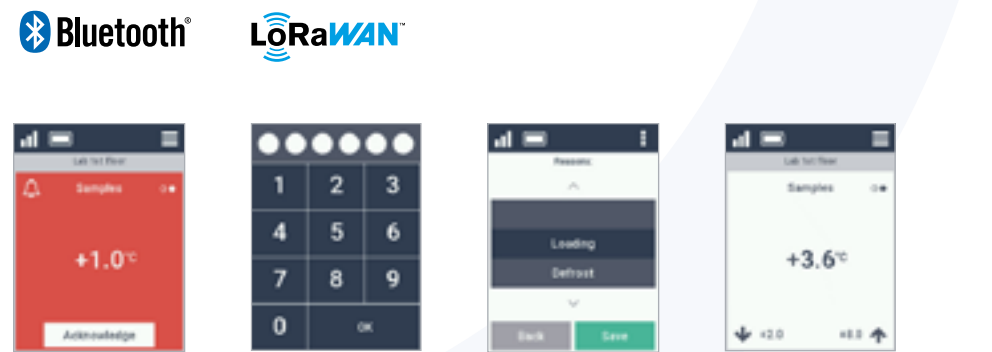 Bluetooth®
LoRaWAN™
Lab 1st floor
Samples
+1.0°C
Acknowledge
1 2 3
4 5 6
7 8 9
0 OK
Reasons:
Loading
Defrost
Back Save
Lab 1st floor
Samples
+3.6°C
+2.0 +8.0